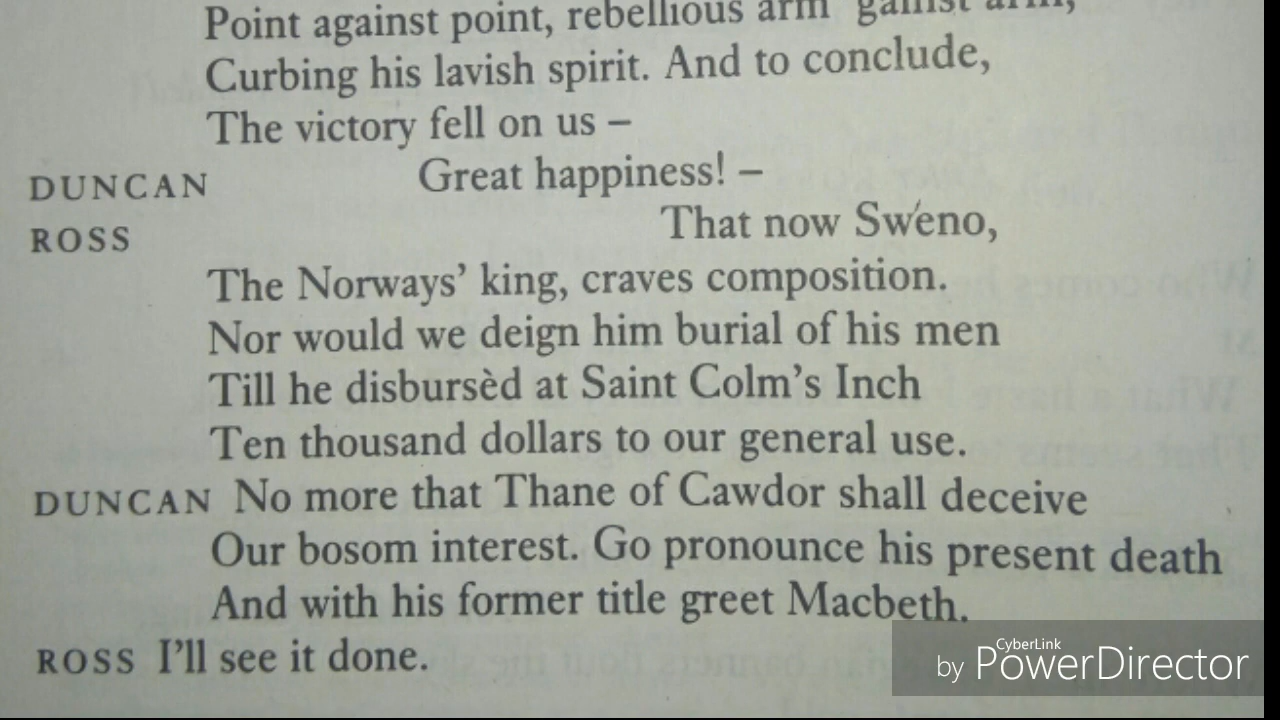 Point against point, rebellious arm 'gainst arm,
Curbing his lavish spirit. And to conclude,
The victory fell on us –
DUNCAN Great happiness! –
ROSS That now Sweno,
The Norways' king, craves composition.
Nor would we deign him burial of his men
Till he disbursèd at Saint Colm's Inch
Ten thousand dollars to our general use.
DUNCAN No more that Thane of Cawdor shall deceive
Our bosom interest. Go pronounce his present death
And with his former title greet Macbeth.
ROSS I'll see it done.
CyberLink
by PowerDirector